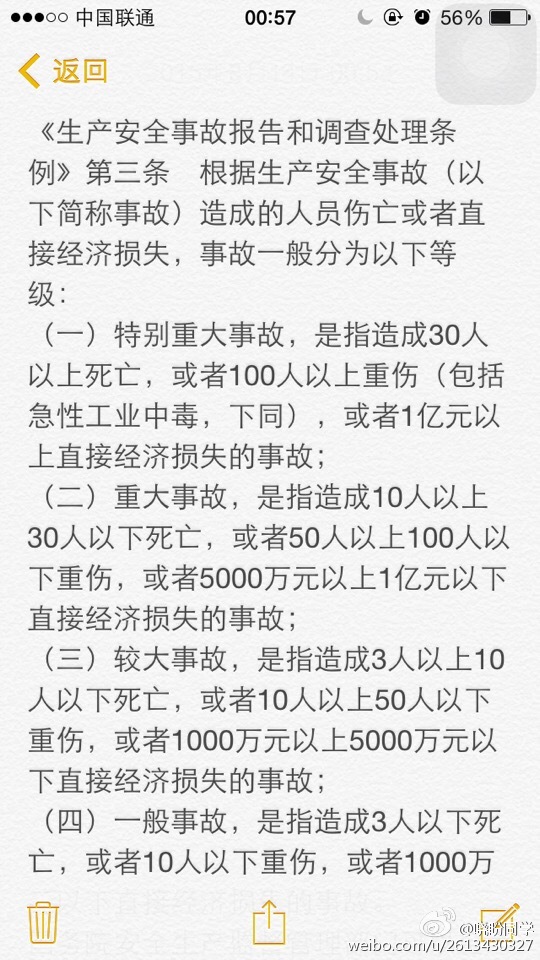 中国联通 00:57 56%
返回
《生产安全事故报告和调查处理条
例》第三条　根据生产安全事故（以
下简称事故）造成的人员伤亡或者直
接经济损失，事故一般分为以下等
级：
（一）特别重大事故，是指造成30人
以上死亡，或者100人以上重伤（包括
急性工业中毒，下同），或者1亿元以
上直接经济损失的事故；
（二）重大事故，是指造成10人以上
30人以下死亡，或者50人以上100人以
下重伤，或者5000万元以上1亿元以下
直接经济损失的事故；
（三）较大事故，是指造成3人以上10
人以下死亡，或者10人以上50人以下
重伤，或者1000万元以上5000万元以
下直接经济损失的事故；
（四）一般事故，是指造成3人以下死
亡，或者10人以下重伤，或者1000万
以下直接经济损失的事故
weibo.com/u/2613430327